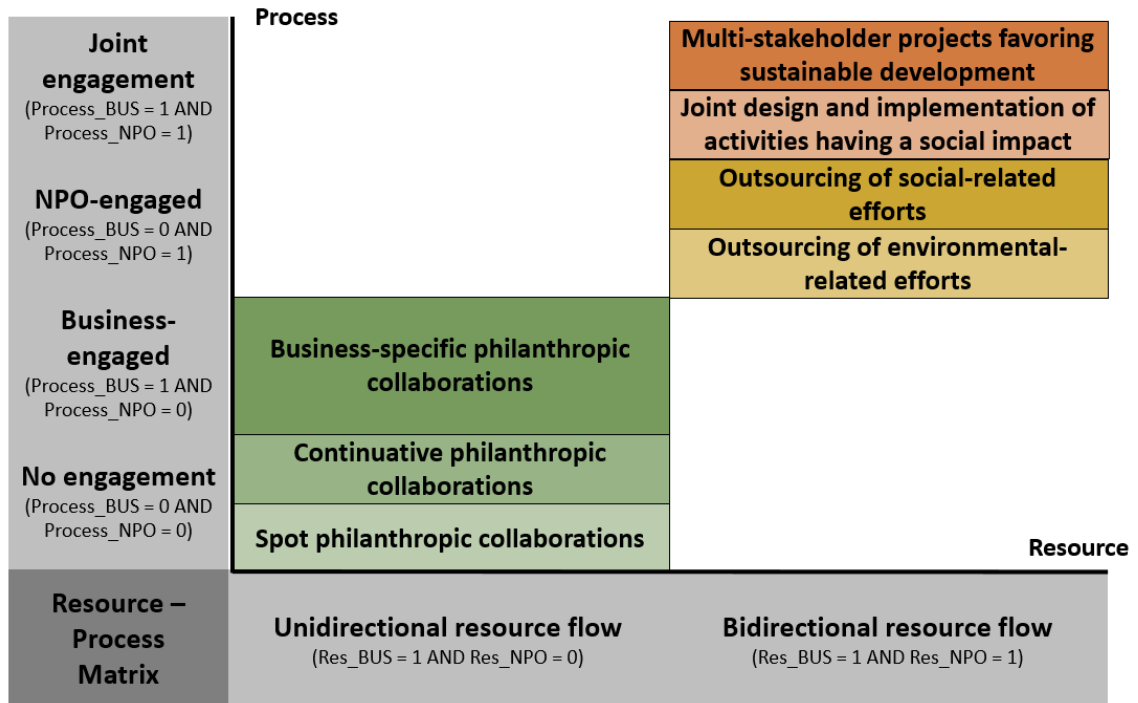 Process
Joint
engagement
(Process_BUS = 1 AND
Process_NPO = 1)
NPO-engaged
(Process_BUS = 0 AND
Process_NPO = 1)
Business-
engaged
(Process_BUS = 1 AND
Process_NPO = 0)
No engagement
(Process_BUS = 0 AND
Process_NPO = 0)
Multi-stakeholder projects favoring
sustainable development
Joint design and implementation of
activities having a social impact
Outsourcing of social-related
efforts
Outsourcing of environmental-
related efforts
Business-specific philanthropic
collaborations
Continuative philanthropic
collaborations
Spot philanthropic collaborations
Resource
Resource –
Process
Matrix
Unidirectional resource flow
(Res_BUS = 1 AND Res_NPO = 0)
Bidirectional resource flow
(Res_BUS = 1 AND Res_NPO = 1)